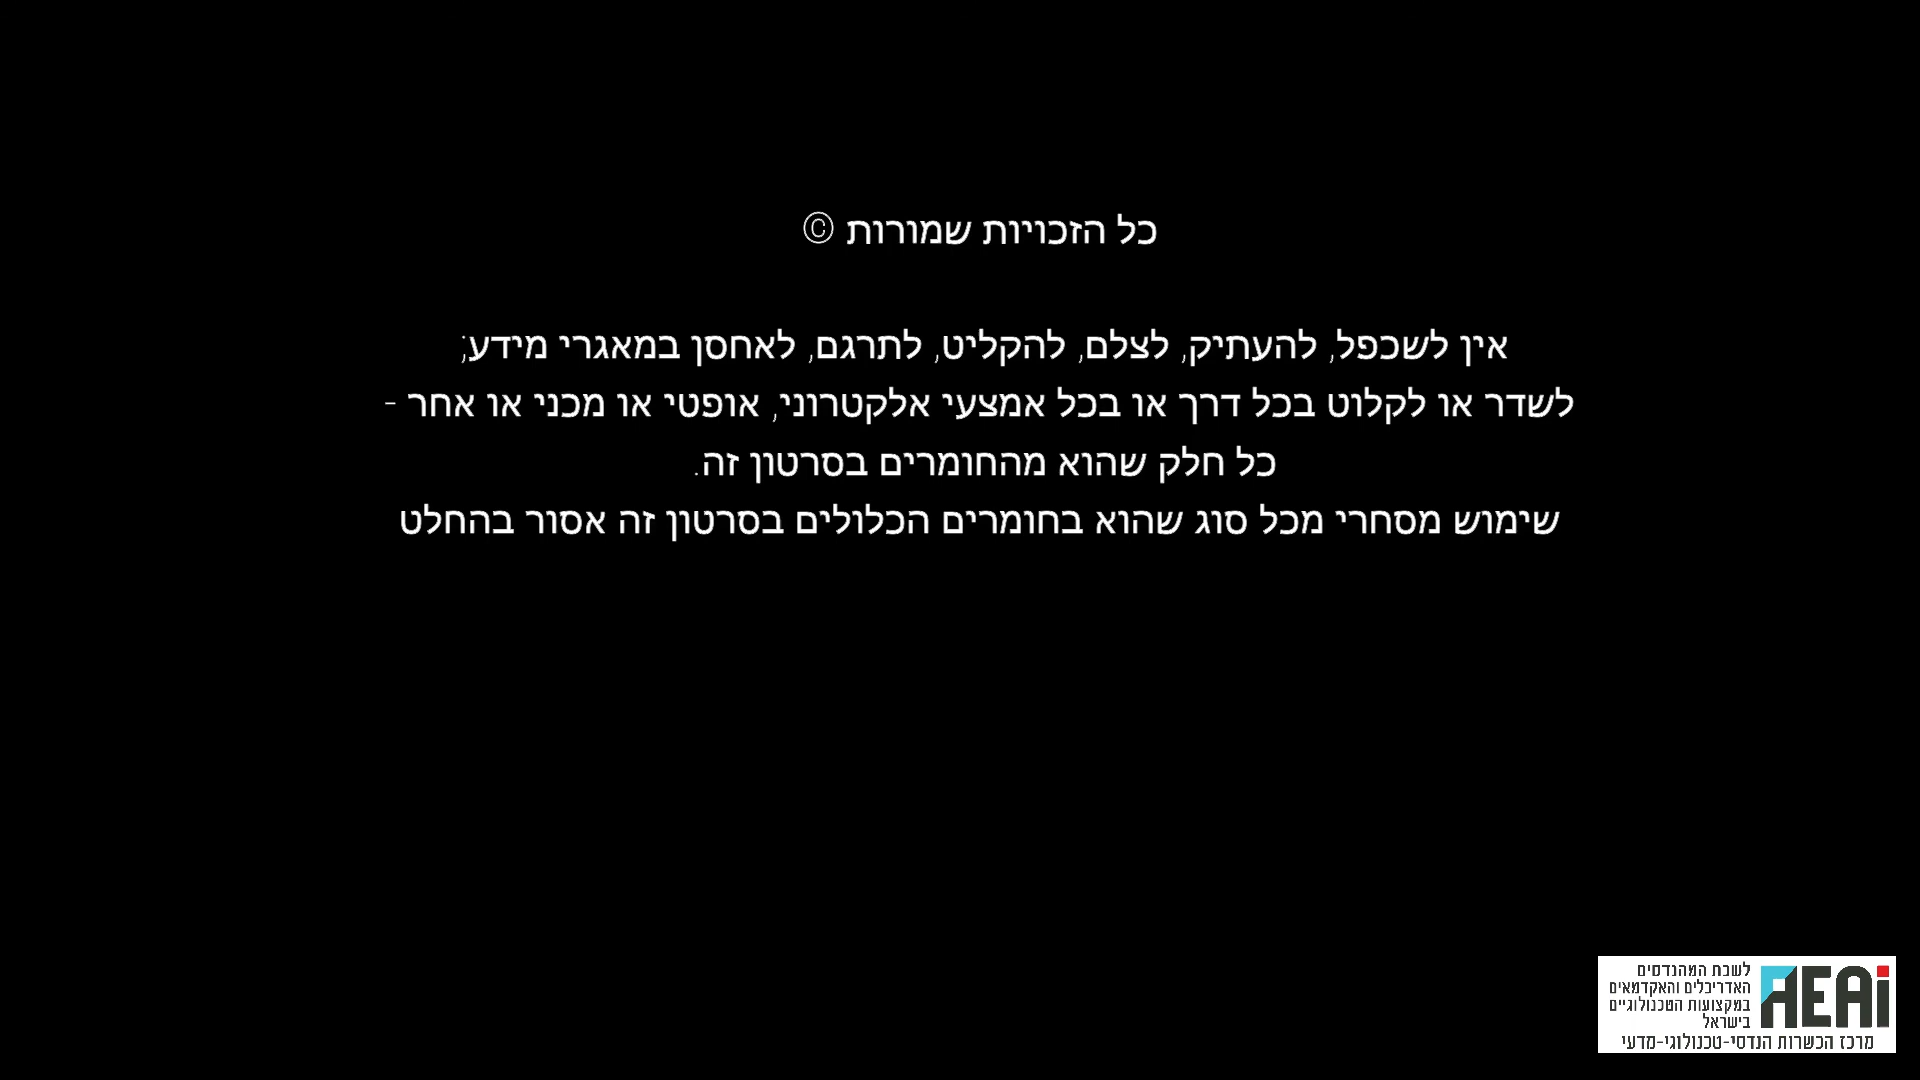 כל הזכויות שמורות ©
אין לשכפל, להעתיק, לצלם, להקליט, לתרגם, לאחסן במאגרי מידע;
לשדר או לקלוט בכל דרך או בכל אמצעי אלקטרוני, אופטי או מכני או אחר -
כל חלק שהוא מהחומרים בסרטון זה.
שימוש מסחרי מכל סוג שהוא בחומרים הכלולים בסרטון זה אסור בהחלט
AEAi
לשכת המהנדסים
האדריכלים והאקדמאים
במקצועות הטכנולוגיים
בישראל
מרכז הכשרות הנדסי-טכנולוגי-מדעי